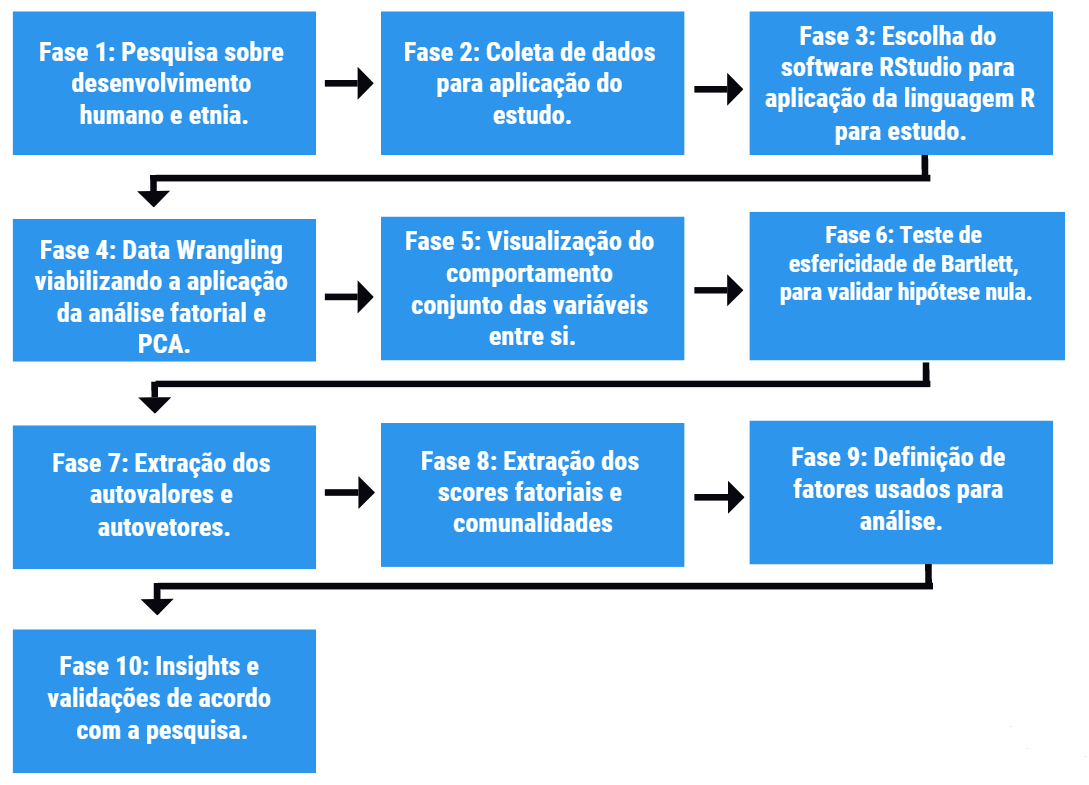 Fase 1: Pesquisa sobre
desenvolvimento
humano e etnia.
Fase 2: Coleta de dados
para aplicação do
estudo.
Fase 3: Escolha do
software RStudio para
aplicação da linguagem R
para estudo.
Fase 4: Data Wrangling
viabilizando a aplicação
da análise fatorial e
PCA.
Fase 5: Visualização do
comportamento
conjunto das variáveis
entre si.
Fase 6: Teste de
esfericidade de Bartlett,
para validar hipótese nula.
Fase 7: Extração dos
autovalores e
autovetores.
Fase 8: Extração dos
scores fatoriais e
comunalidades
Fase 9: Definição de
fatores usados para
análise.
Fase 10: Insights e
validações de acordo
com a pesquisa.